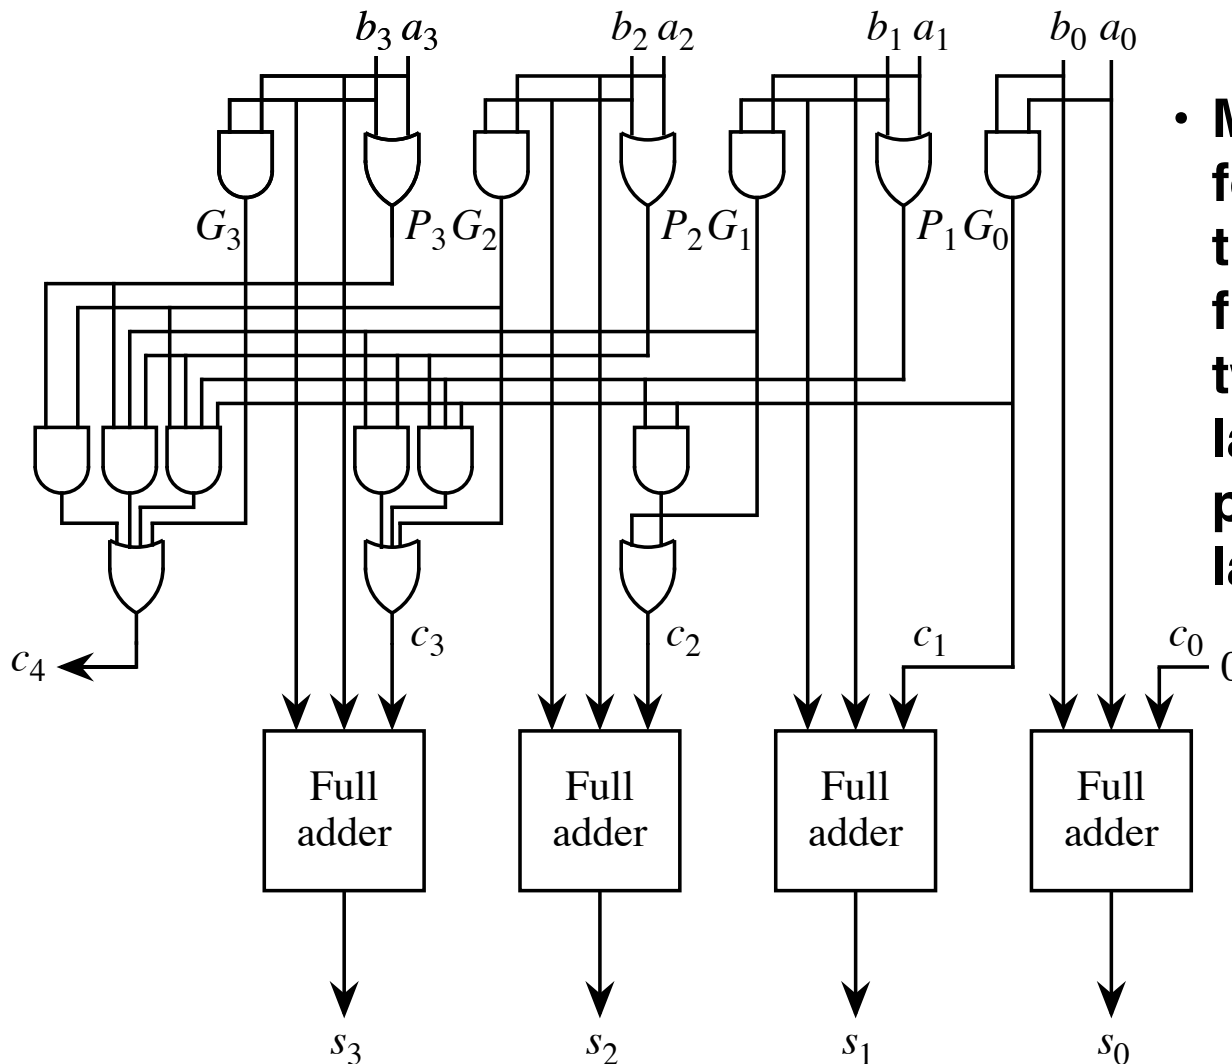 b3 a3 b2 a2 b1 a1 b0 a0
G3 P3 G2 P2 G1 P1 G0
c4 c3 c2 c1 c0
Full adder
Full adder
Full adder
Full adder
s3 s2 s1 s0